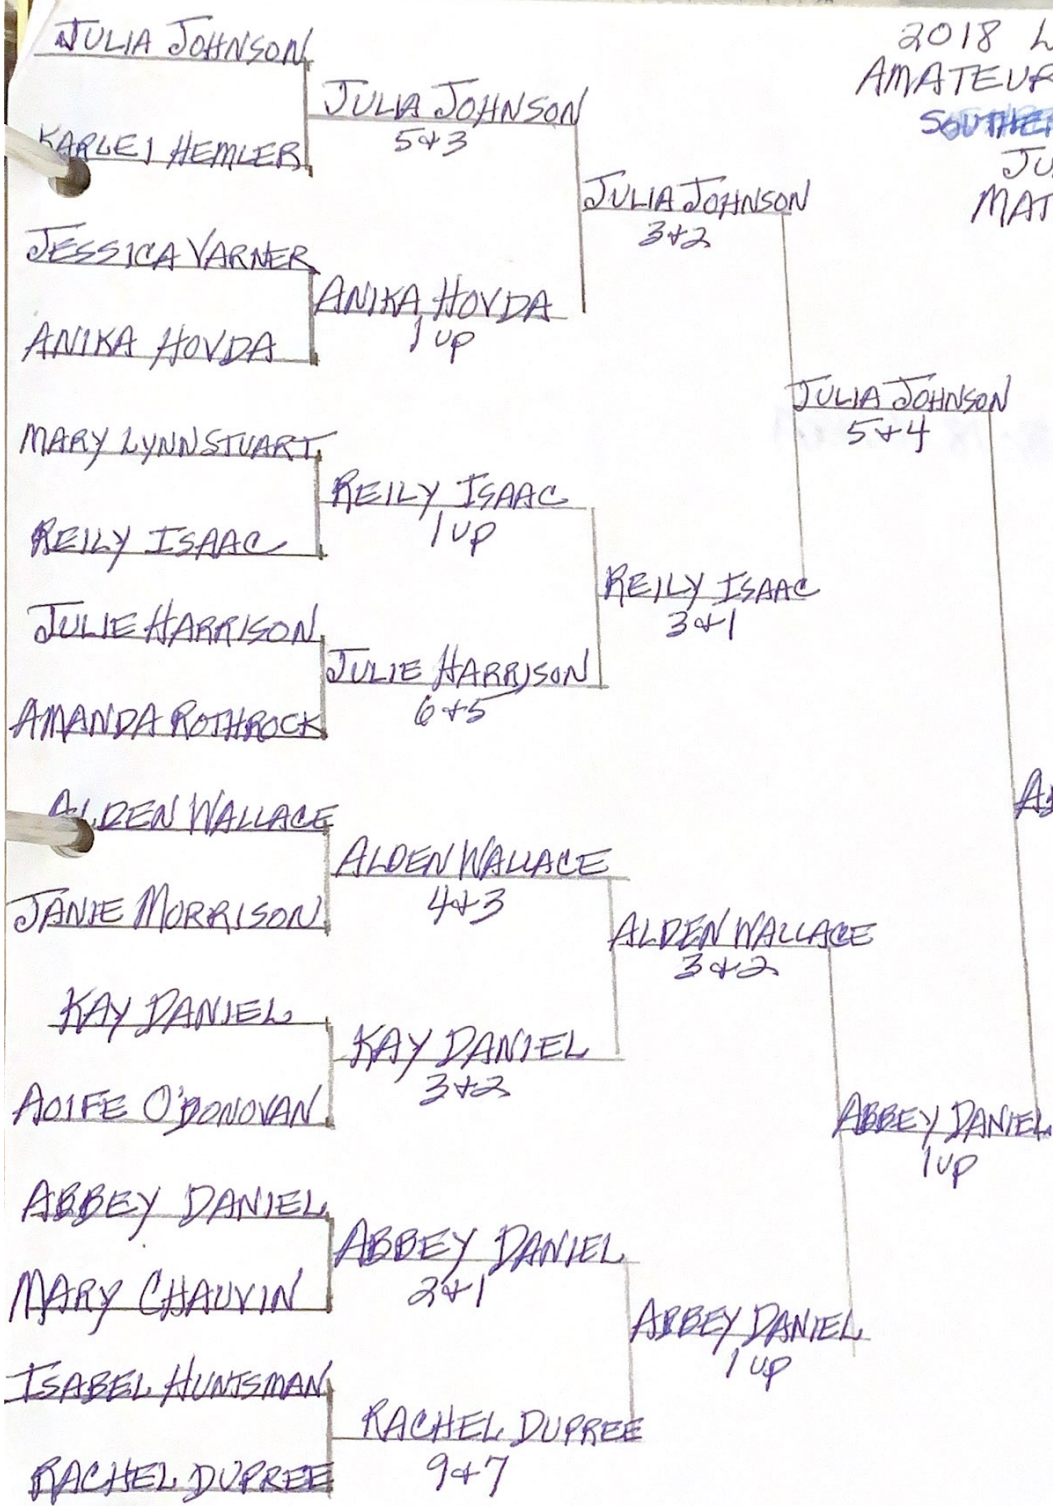 JULIA JOHNSON
KARLEI HEMLER
JESSICA VARNER
ANIKA HOVDA
MARY LYNN STUART
REILY ISAAC
JULIE HARRISON
AMANDA ROTHROCK
ALDEN WALLACE
JANIE MORRISON
KAY DANIEL
AOIFE O'DONOVAN
ABBEY DANIEL
MARY CHAUVIN
ISABEL HUNTSMAN
RACHEL DUPREE
JULIA JOHNSON
5+3
ANIKA HOVDA
1 UP
REILY ISAAC
1 UP
JULIE HARRISON
6+5
ALDEN WALLACE
4+3
KAY DANIEL
3+2
ABBEY DANIEL
2+1
RACHEL DUPREE
9+7
JULIA JOHNSON
3+2
REILY ISAAC
3+1
ALDEN WALLACE
3+2
ABBEY DANIEL
1 UP
JULIA JOHNSON
5+4
ABBEY DANIEL
1 UP
2018 L
AMATEUR
SOUTHER
JU
MAT